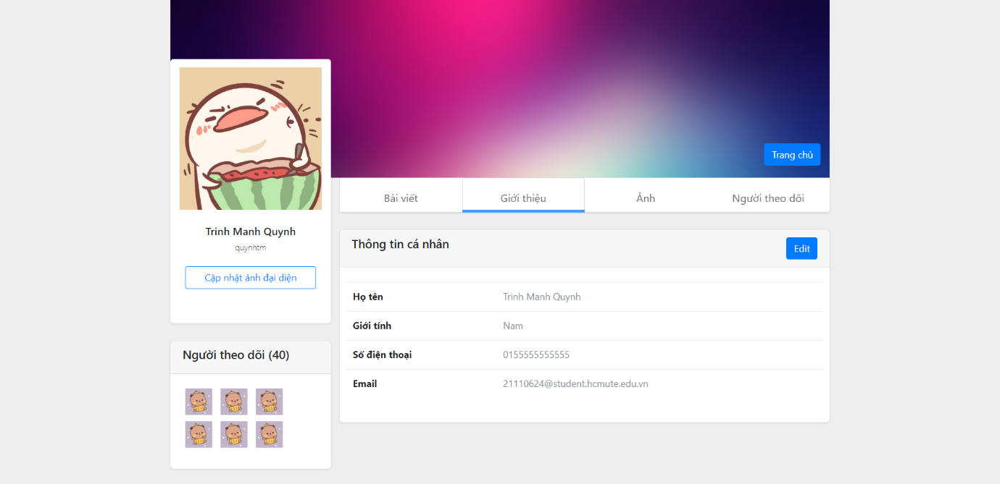 Trang chủ
Bài viết
Giới thiệu
Ảnh
Người theo dõi
Trinh Manh Quynh
quynhtm
Cập nhật ảnh đại diện
Người theo dõi (40)
Thông tin cá nhân
Edit
Họ tên Trinh Manh Quynh
Giới tính Nam
Số điện thoại 0155555555555
Email 21110624@student.hcmute.edu.vn